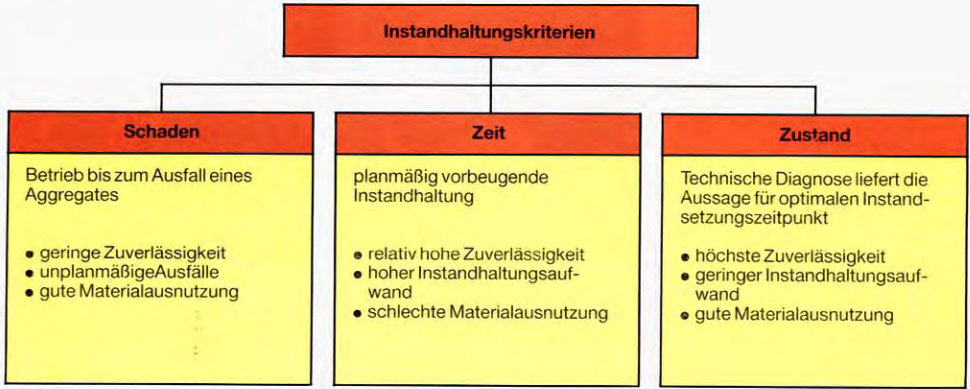 Instandhaltungskriterien
Schaden
Betrieb bis zum Ausfall eines
Aggregates
• geringe Zuverlässigkeit
• unplanmäßigeAusfälle
• gute Materialausnutzung
Zeit
planmäßig vorbeugende
Instandhaltung
• relativ hohe Zuverlässigkeit
• hoher Instandhaltungsauf-
wand
• schlechte Materialausnutzung
Zustand
Technische Diagnose liefert die
Aussage für optimalen Instand-
setzungszeitpunkt
• höchste Zuverlässigkeit
• geringer Instandhaltungsauf-
wand
• gute Materialausnutzung